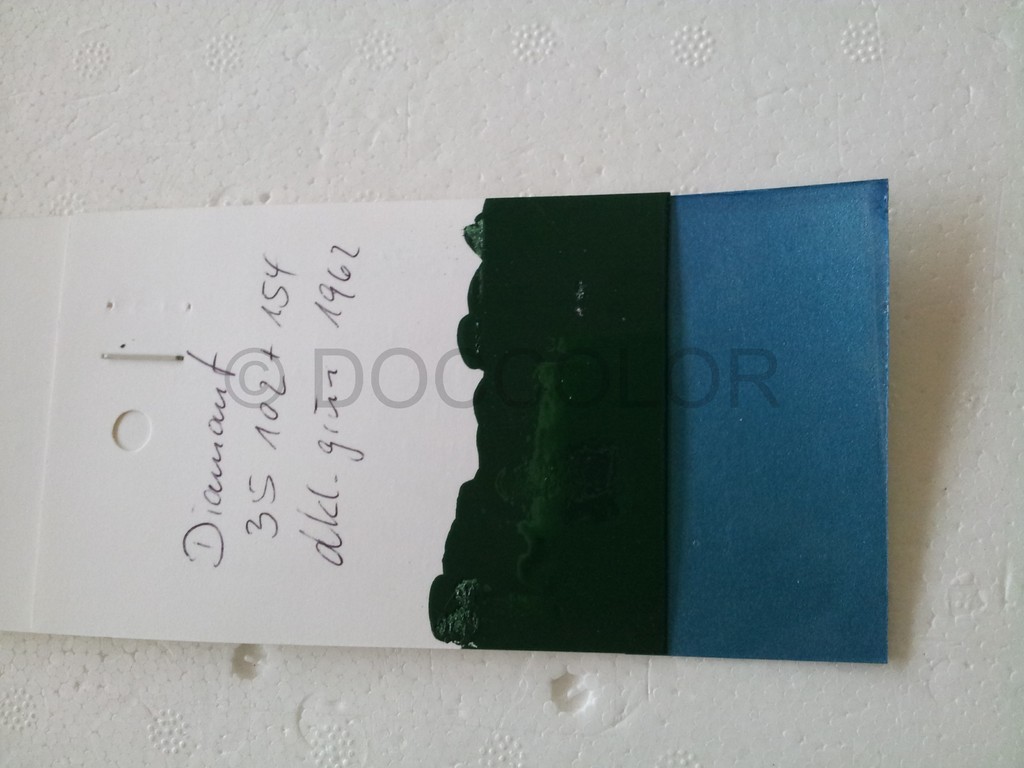 Diamant
35 102 + 154
dkl. grün 1962
© DOCCOLOR